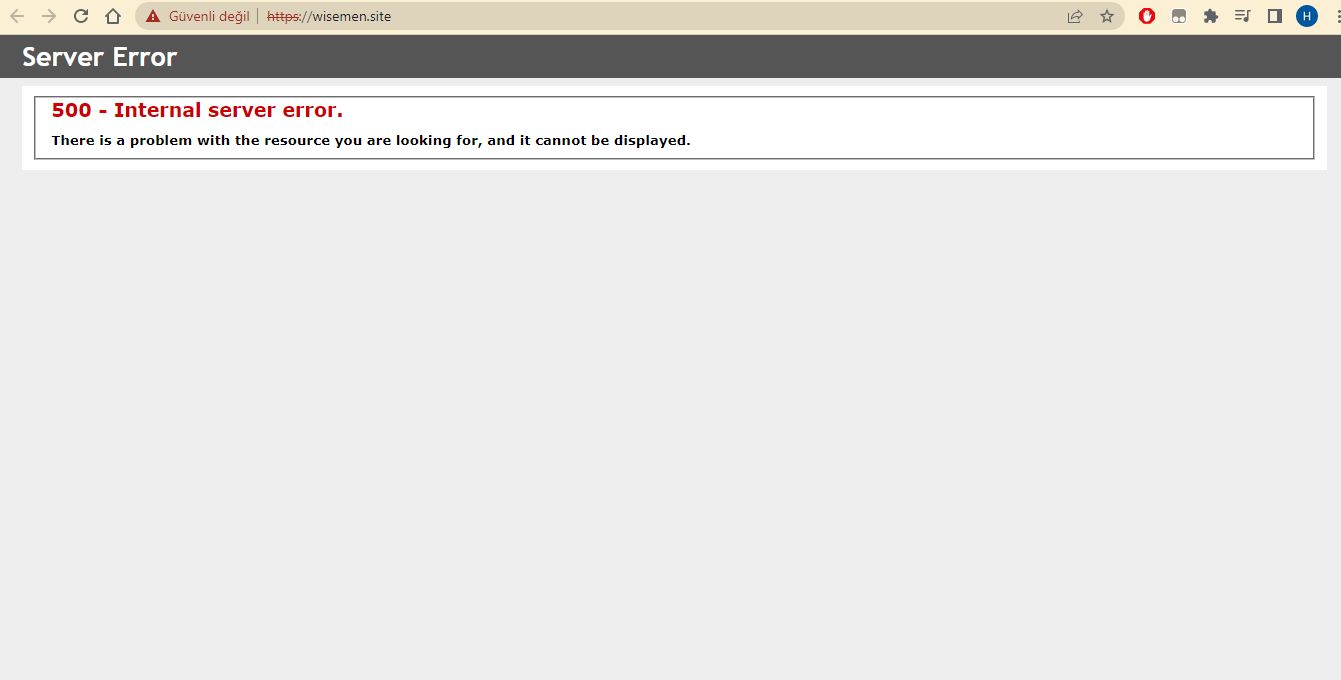 Güvenli değil https://wisemen.site
H
Server Error
500 - Internal server error.
There is a problem with the resource you are looking for, and it cannot be displayed.